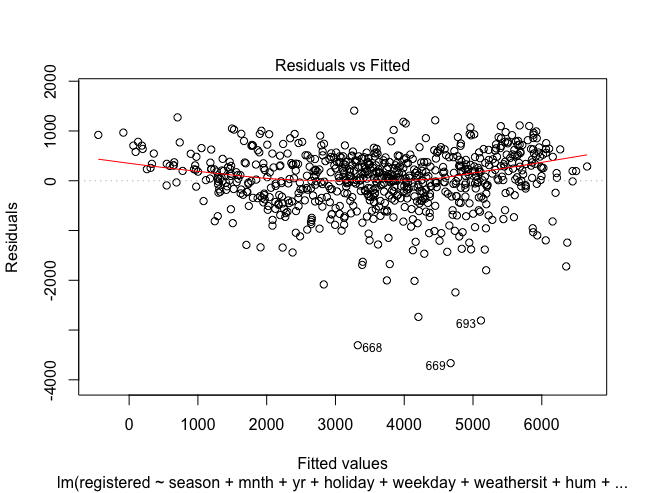 Residuals vs Fitted
2000
1000
0
-2000
-4000
Residuals
668
669
693
0 1000 2000 3000 4000 5000 6000
Fitted values
lm(registered ~ season + mnth + yr + holiday + weekday + weathersit + hum + ...